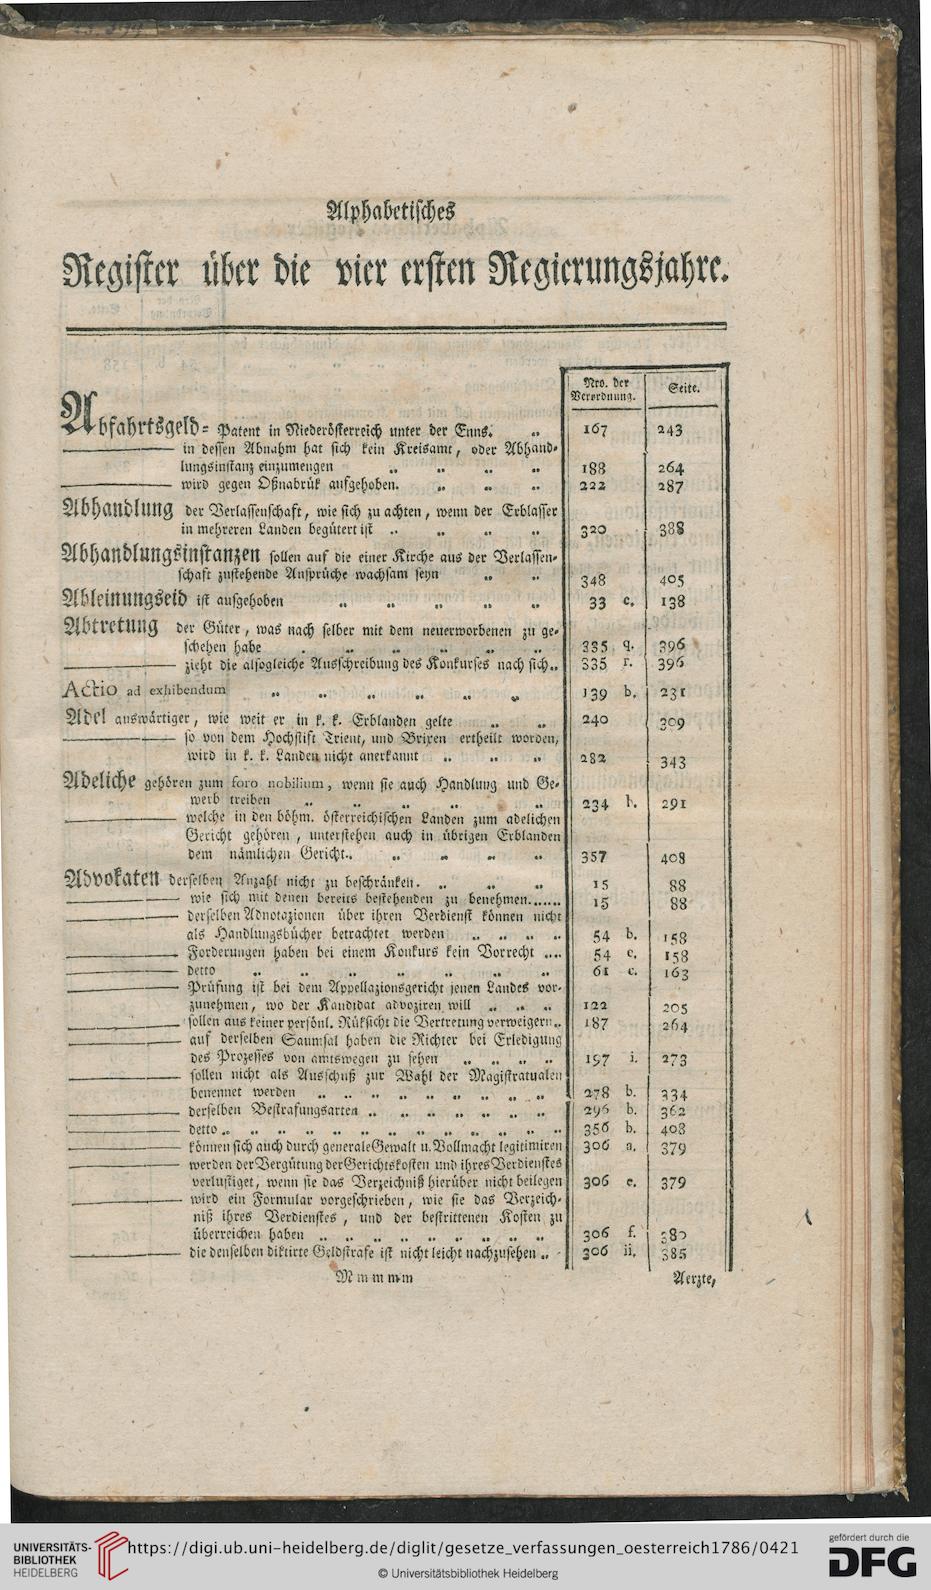 Alphabetisches
Register über die vier ersten Regierungsjahre.
Nro. der Verordnung. Seite.
Abfahrtsgeld= Patent in Niederösterreich unter der Enns. „ 167 243
——— in dessen Abnahm hat sich kein Kreisamt, oder Abhand=
lungsinstanz einzumengen „ „ „ „ 188 264
——— wird gegen Oßnabrük aufgehoben. „ „ „ 222 287
Abhandlung der Verlassenschaft, wie sich zu achten, wenn der Erblasser
in mehreren Landen begütert ist .. „ „ „ 320 388
Abhandlungsinstanzen sollen auf die einer Kirche aus der Verlassen=
schaft zustehende Ansprüche wachsam seyn „ „ 348 405
Ableinungseid ist aufgehoben „ „ „ „ „ 33 c. 138
Abtretung der Güter, was nach selber mit dem neuerworbenen zu ge=
schehen habe . „ „ „ „ „ 335 q. 396
——— zieht die alsogleiche Ausschreibung des Konkurses nach sich.. 335 r. 396
Actio ad exhibendum „ „ „ „ „ „ 139 b. 231
Adel auswärtiger, wie weit er in k. k. Erblanden gelte „ „ 240 309
——— so von dem Hochstift Trient, und Brixen ertheilt worden,
wird in k. k. Landen nicht anerkannt „ „ „ 282 343
Adeliche gehören zum foro nobilium, wenn sie auch Handlung und Ge=
werb treiben „ „ „ „ „ „ 234 h. 291
——— welche in den böhm. österreichischen Landen zum adelichen
Gericht gehören, unterstehen auch in übrigen Erblanden
dem nämlichen Gericht.. „ „ „ „ 357 408
Advokaten derselben Anzahl nicht zu beschränken. „ „ „ 15 88
——— wie sich mit denen bereits bestehenden zu benehmen...... 15 88
——— derselben Adnotazionen über ihren Verdienst können nicht
als Handlungsbücher betrachtet werden „ „ „ „ 54 b. 158
——— Forderungen haben bei einem Konkurs kein Vorrecht .... 54 c. 158
——— detto „ „ „ „ „ „ „ 61 c. 163
——— Prüfung ist bei dem Appellazionsgericht jenen Landes vor=
zunehmen, wo der Kandidat advoziren will „ „ „ 122 205
——— sollen aus keiner persönl. Rüksicht die Vertretung verweigern.. 187 264
——— auf derselben Saumsal haben die Richter bei Erledigung
des Prozesses von amtswegen zu sehen „ „ „ „ 197 i. 273
——— sollen nicht als Ausschuß zur Wahl der Magistratualen
benennet werden „ „ „ „ „ „ „ „ „ 278 b. 334
——— derselben Bestrafungsarten „ „ „ „ „ „ „ 296 b. 362
——— detto „ „ „ „ „ „ „ „ „ „ „ „ 356 b. 408
——— können sich auch durch generale Gewalt u. Vollmacht legitimiren 306 a. 379
——— werden der Vergütung der Gerichtskosten und ihres Verdienstes
verlustiget, wenn sie das Verzeichniß hierüber nicht beilegen 306 e. 379
——— wird ein Formular vorgeschrieben, wie sie das Verzeich=
niß ihres Verdienstes, und der bestrittenen Kosten zu
überreichen haben „ „ „ „ „ „ „ „ „ 306 f. 380
——— die denselben diktirte Geldstrafe ist nicht leicht nachzusehen .. 306 ii. 385
Mmmmm Aerzte,
UNIVERSITÄTS-
BIBLIOTHEK
HEIDELBERG
https://digi.ub.uni-heidelberg.de/diglit/gesetze_verfassungen_oesterreich1786/0421
© Universitätsbibliothek Heidelberg
gefördert durch die
DFG